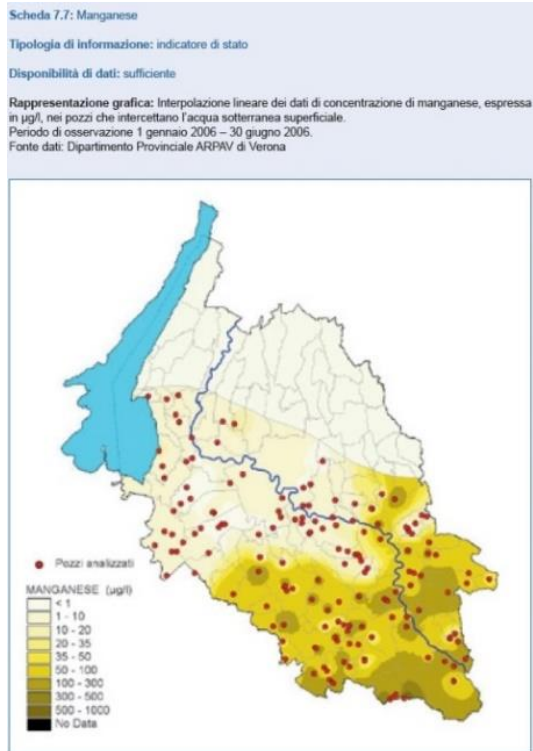 Scheda 7.7: Manganese
Tipologia di informazione: indicatore di stato
Disponibilità di dati: sufficiente
Rappresentazione grafica: Interpolazione lineare dei dati di concentrazione di manganese, espressa
in µg/l, nei pozzi che intercettano l'acqua sotterranea superficiale.
Periodo di osservazione 1 gennaio 2006 – 30 giugno 2006.
Fonte dati: Dipartimento Provinciale ARPAV di Verona
Pozzi analizzati
MANGANESE (µg/l)
< 1
1 - 10
10 - 20
20 - 35
35 - 50
50 - 100
100 - 300
300 - 500
500 - 1000
No Data